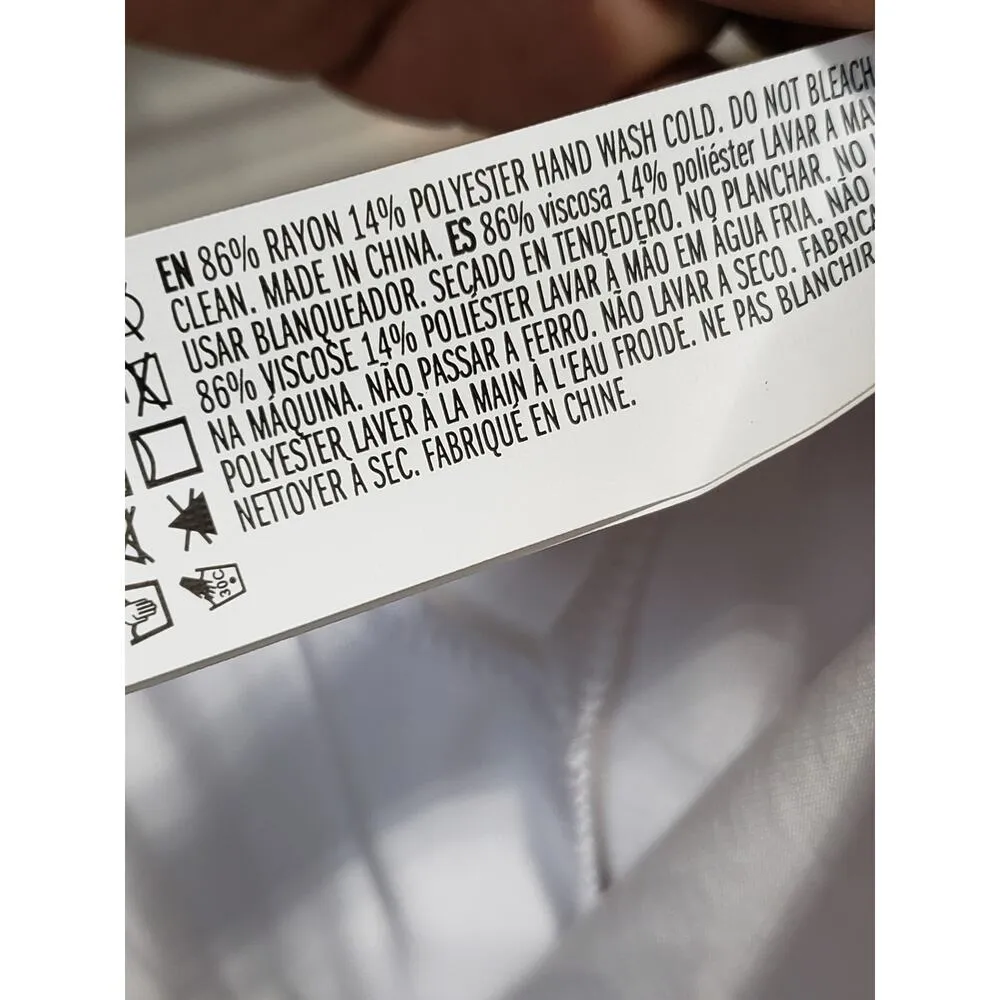 EN 86% RAYON 14% POLYESTER HAND WASH COLD. DO NOT BLEACH
CLEAN. MADE IN CHINA. ES 86% viscosa 14% poliéster LAVAR A
USAR BLANQUEADOR. SECADO EN TENDEDERO. NO PLANCHAR. NO
86% VISCOSE 14% POLIÉSTER LAVAR À MÃO EM ÁGUA FRIA. NÃO
NA MÁQUINA. NÃO PASSAR A FERRO. NÃO LAVAR A SECO.
POLYESTER LAVER À LA MAIN À L'EAU FROIDE. NE PAS BLANCHIR
NETTOYER À SEC. FABRIQUÉ EN CHINE.
30C